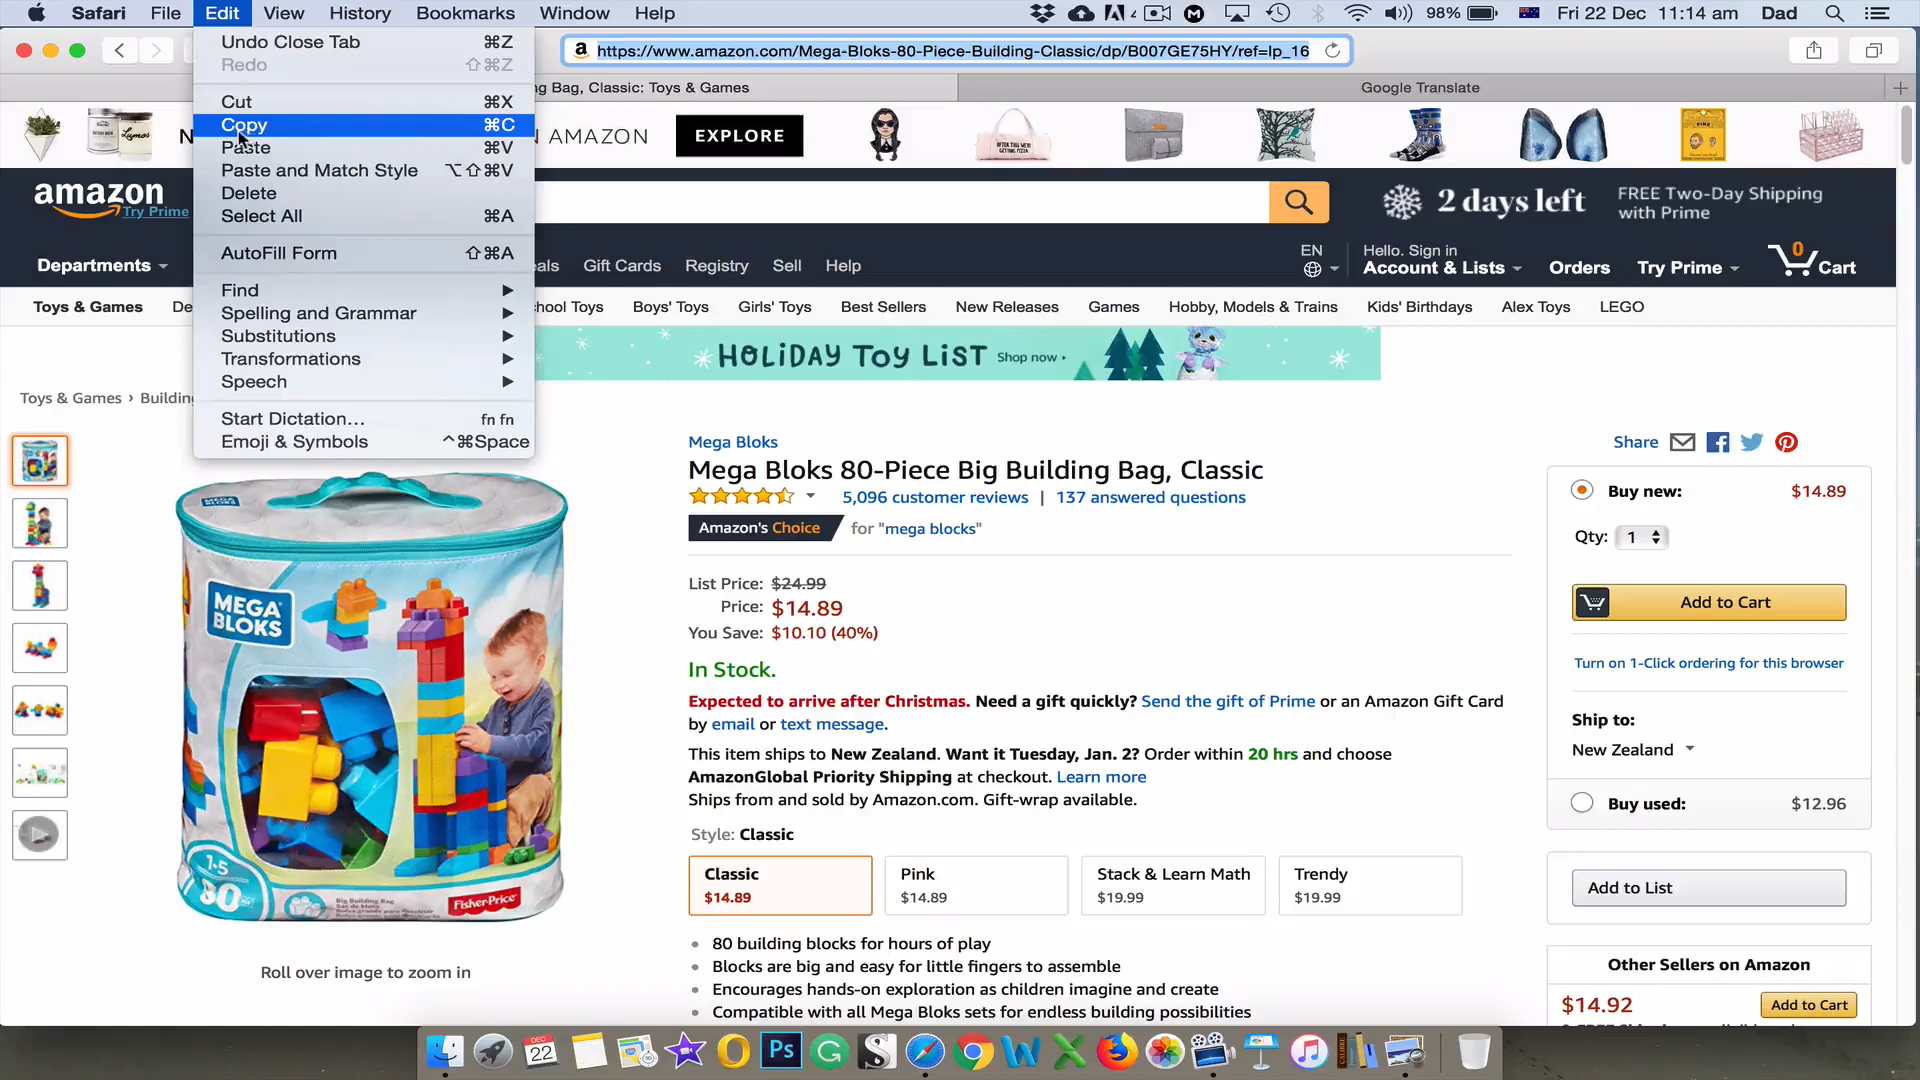 Safari File Edit View History Bookmarks Window Help 4 98% Fri 22 Dec 11:14 am Dad
Undo Close Tab ⌘Z
Redo ⇧⌘Z
Cut ⌘X
Copy ⌘C
Paste ⌘V
Paste and Match Style ⌥⇧⌘V
Delete
Select All ⌘A
AutoFill Form ⇧⌘A
Find
Spelling and Grammar
Substitutions
Transformations
Speech
Start Dictation... fn fn
Emoji & Symbols ^⌘Space
a https://www.amazon.com/Mega-Bloks-80-Piece-Building-Classic/dp/B007GE75HY/ref=lp_16
ng Bag, Classic: Toys & Games Google Translate
Lumos N N AMAZON EXPLORE
amazon
Try Prime
2 days left
FREE Two-Day Shipping
with Prime
Departments
eals Gift Cards Registry Sell Help
EN
Hello. Sign in
Account & Lists
Orders Try Prime
0
Cart
Toys & Games De hool Toys Boys' Toys Girls' Toys Best Sellers New Releases Games Hobby, Models & Trains Kids' Birthdays Alex Toys LEGO
HOLIDAY TOY LIST Shop now ›
Toys & Games › Building
MEGA BLOKS
MEGA
BLOKS
1-5
80
Big Building Bag
Fisher-Price
Roll over image to zoom in
Mega Bloks
Mega Bloks 80-Piece Big Building Bag, Classic
5,096 customer reviews | 137 answered questions
Amazon's Choice for "mega blocks"
List Price: $24.99
Price: $14.89
You Save: $10.10 (40%)
In Stock.
Expected to arrive after Christmas. Need a gift quickly? Send the gift of Prime or an Amazon Gift Card
by email or text message.
This item ships to New Zealand. Want it Tuesday, Jan. 2? Order within 20 hrs and choose
AmazonGlobal Priority Shipping at checkout. Learn more
Ships from and sold by Amazon.com. Gift-wrap available.
Style: Classic
Classic
$14.89
Pink
$14.89
Stack & Learn Math
$19.99
Trendy
$19.99
• 80 building blocks for hours of play
• Blocks are big and easy for little fingers to assemble
• Encourages hands-on exploration as children imagine and create
• Compatible with all Mega Bloks sets for endless building possibilities
Share
Buy new: $14.89
Qty: 1
Add to Cart
Turn on 1-Click ordering for this browser
Ship to:
New Zealand
Buy used: $12.96
Add to List
Other Sellers on Amazon
$14.92 Add to Cart
DEC
22
Ps